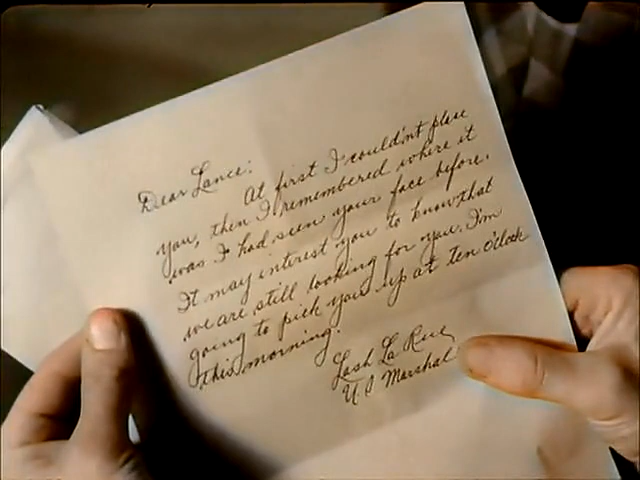 Dear Lance:
At first I couldn't place
you, then I remembered where it
was I had seen your face before.
It may interest you to know that
we are still looking for you. I'm
going to pick you up at ten o'clock
this morning.
Lash La Rue
U S Marshal